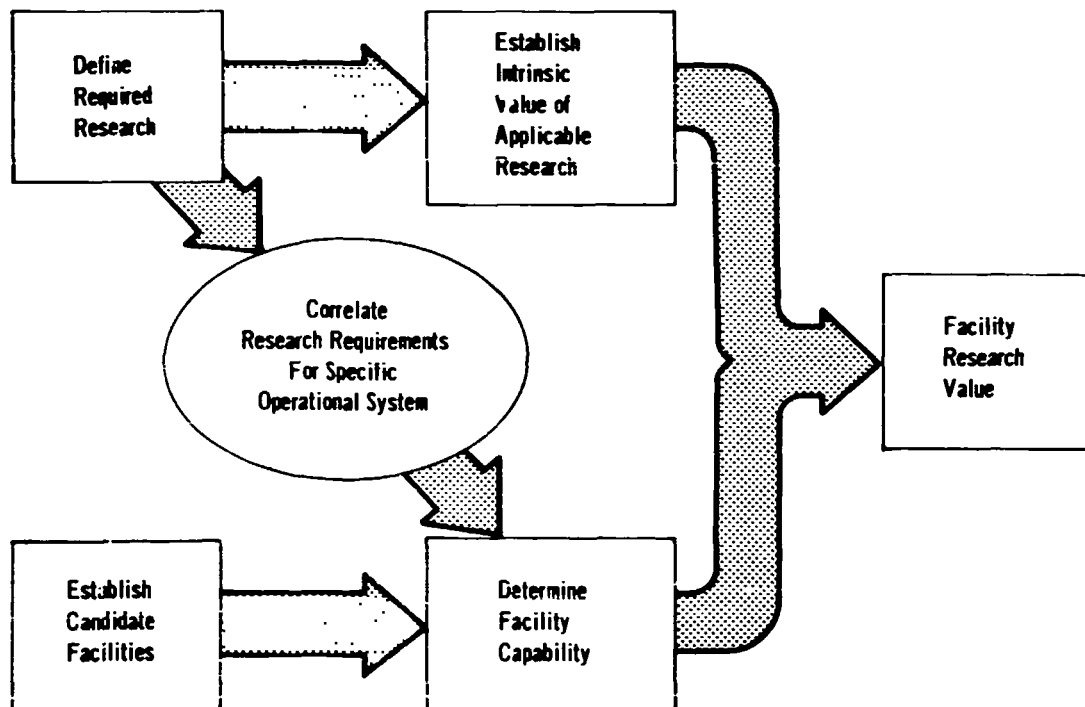 Define
Required
Research
Establish
Intrinsic
Value of
Applicable
Research
Correlate
Research Requirements
For Specific
Operational System
Facility
Research
Value
Establish
Candidate
Facilities
Determine
Facility
Capability